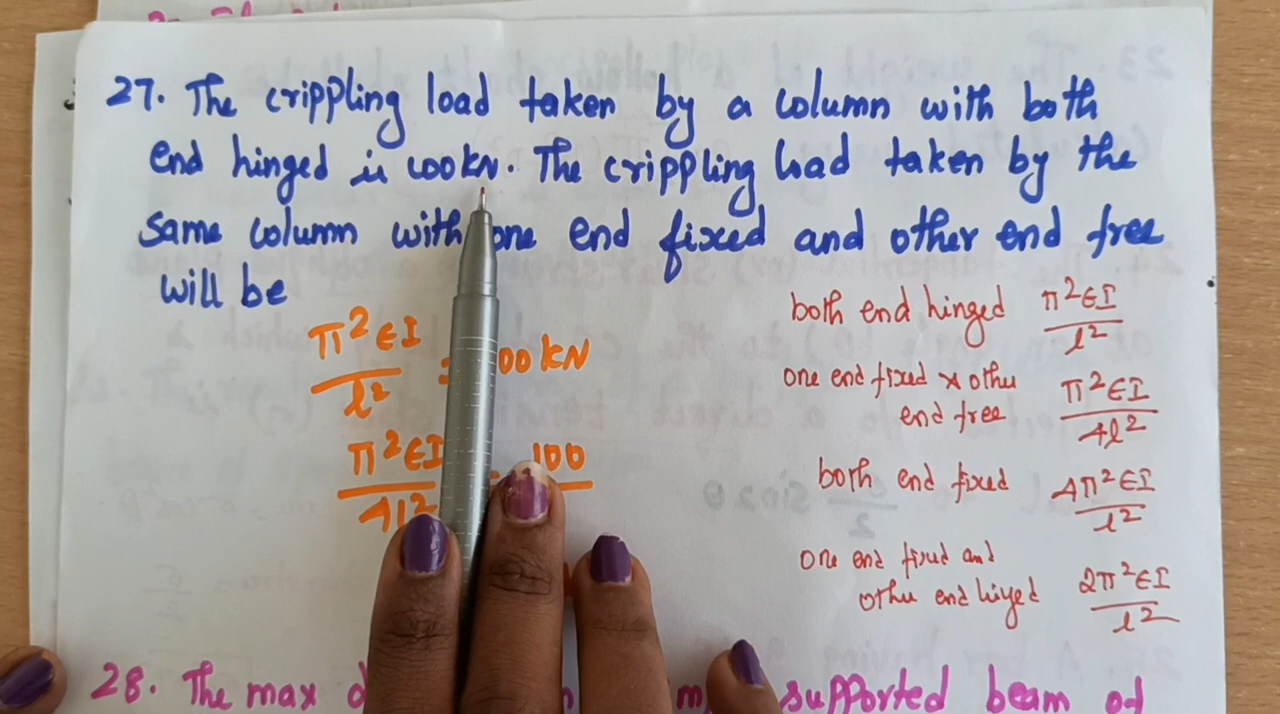 27. The crippling load taken by a column with both
end hinged is 100kN. The crippling load taken by the
same column with one end fixed and other end free
will be
π²EI
l²
00 kN
π²EI
4l²
100
both end hinged π²EI
l²
one end fixed & other
end free π²EI
4l²
both end fixed 4π²EI
l²
one end fixed and
other end hinged 2π²EI
l²
28. The max supported beam of